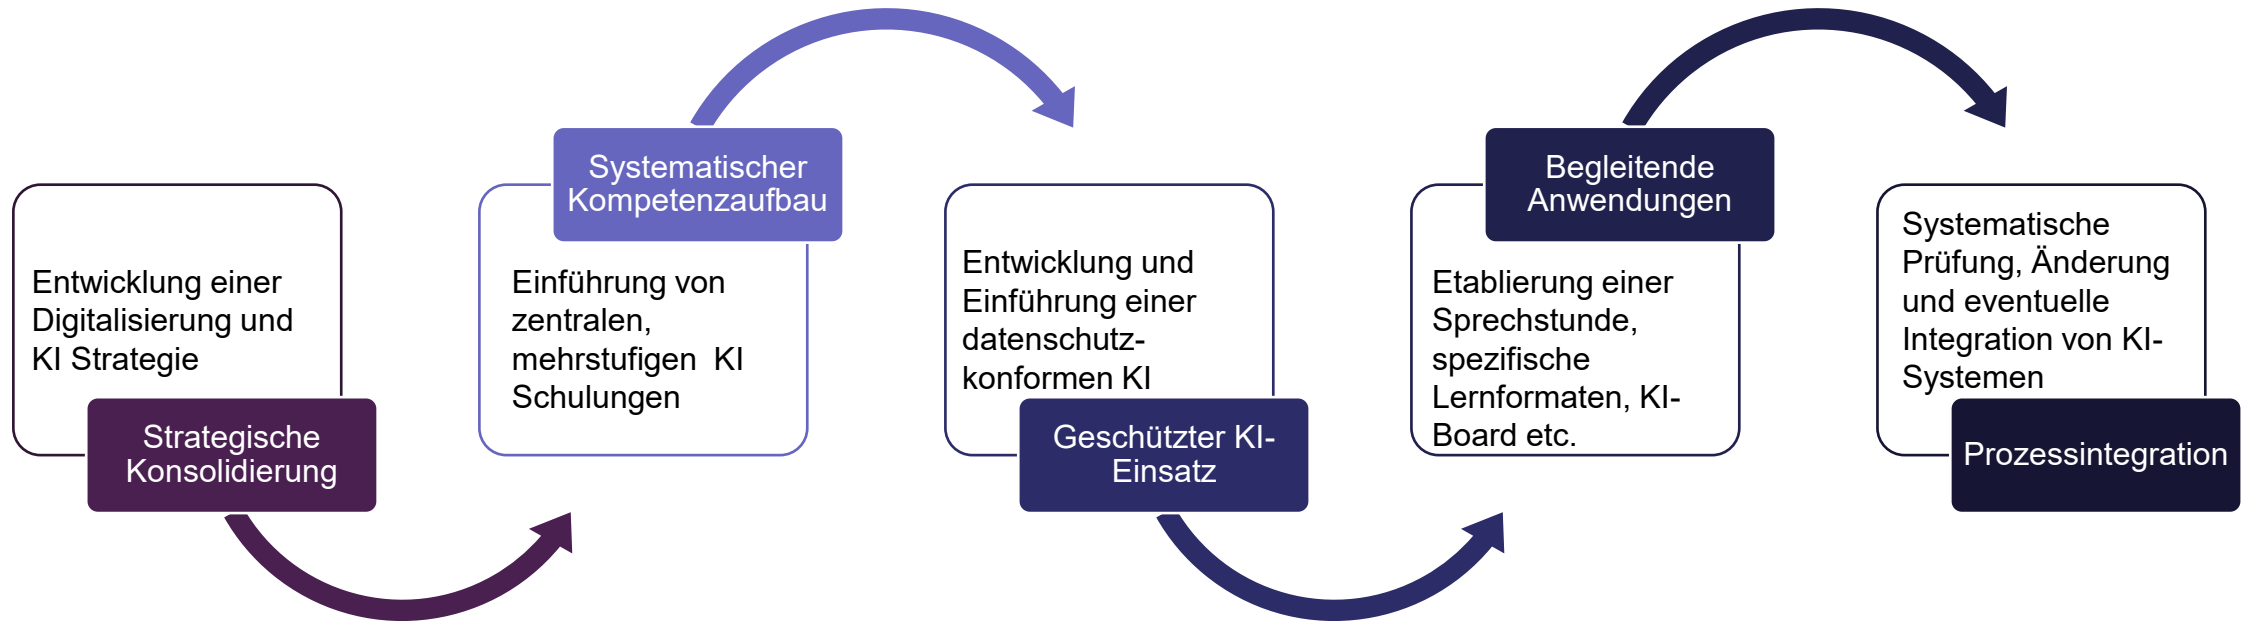 Entwicklung einer
Digitalisierung und
KI Strategie
Strategische
Konsolidierung
Systematischer
Kompetenzaufbau
Einführung von
zentralen,
mehrstufigen  KI
Schulungen
Entwicklung und
Einführung einer
datenschutz-
konformen KI
Geschützter KI-
Einsatz
Begleitende
Anwendungen
Etablierung einer
Sprechstunde,
spezifische
Lernformaten, KI-
Board etc.
Systematische
Prüfung, Änderung
und eventuelle
Integration von KI-
Systemen
Prozessintegration